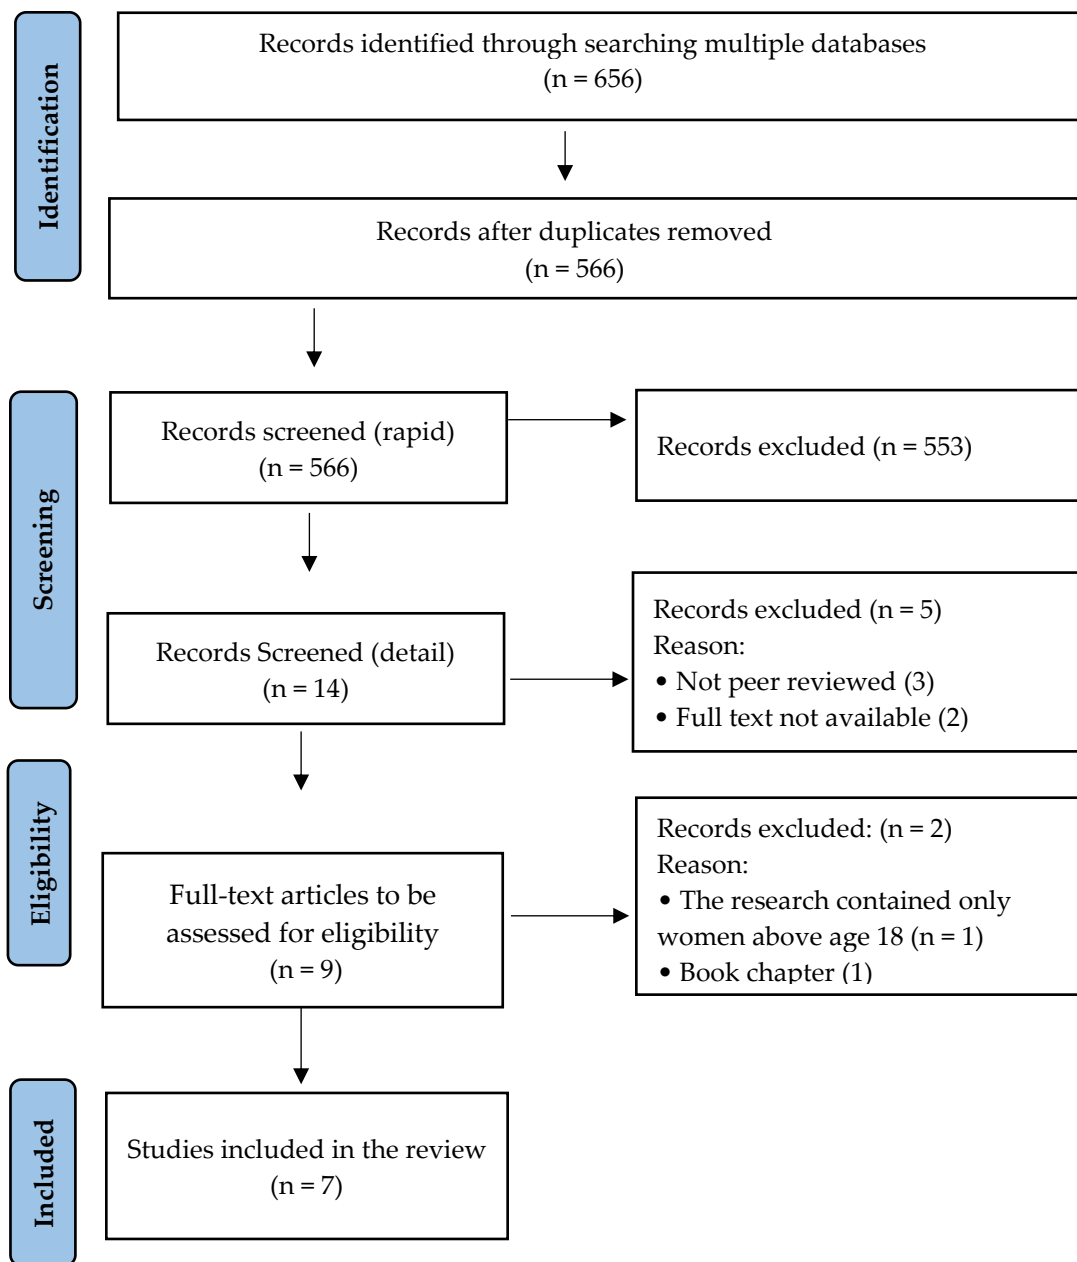 Identification
Records identified through searching multiple databases
(n = 656)
Records after duplicates removed
(n = 566)
Screening
Records screened (rapid)
(n = 566)
Records excluded (n = 553)
Records Screened (detail)
(n = 14)
Records excluded (n = 5)
Reason:
• Not peer reviewed (3)
• Full text not available (2)
Eligibility
Full-text articles to be
assessed for eligibility
(n = 9)
Records excluded: (n = 2)
Reason:
• The research contained only
women above age 18 (n = 1)
• Book chapter (1)
Included
Studies included in the review
(n = 7)